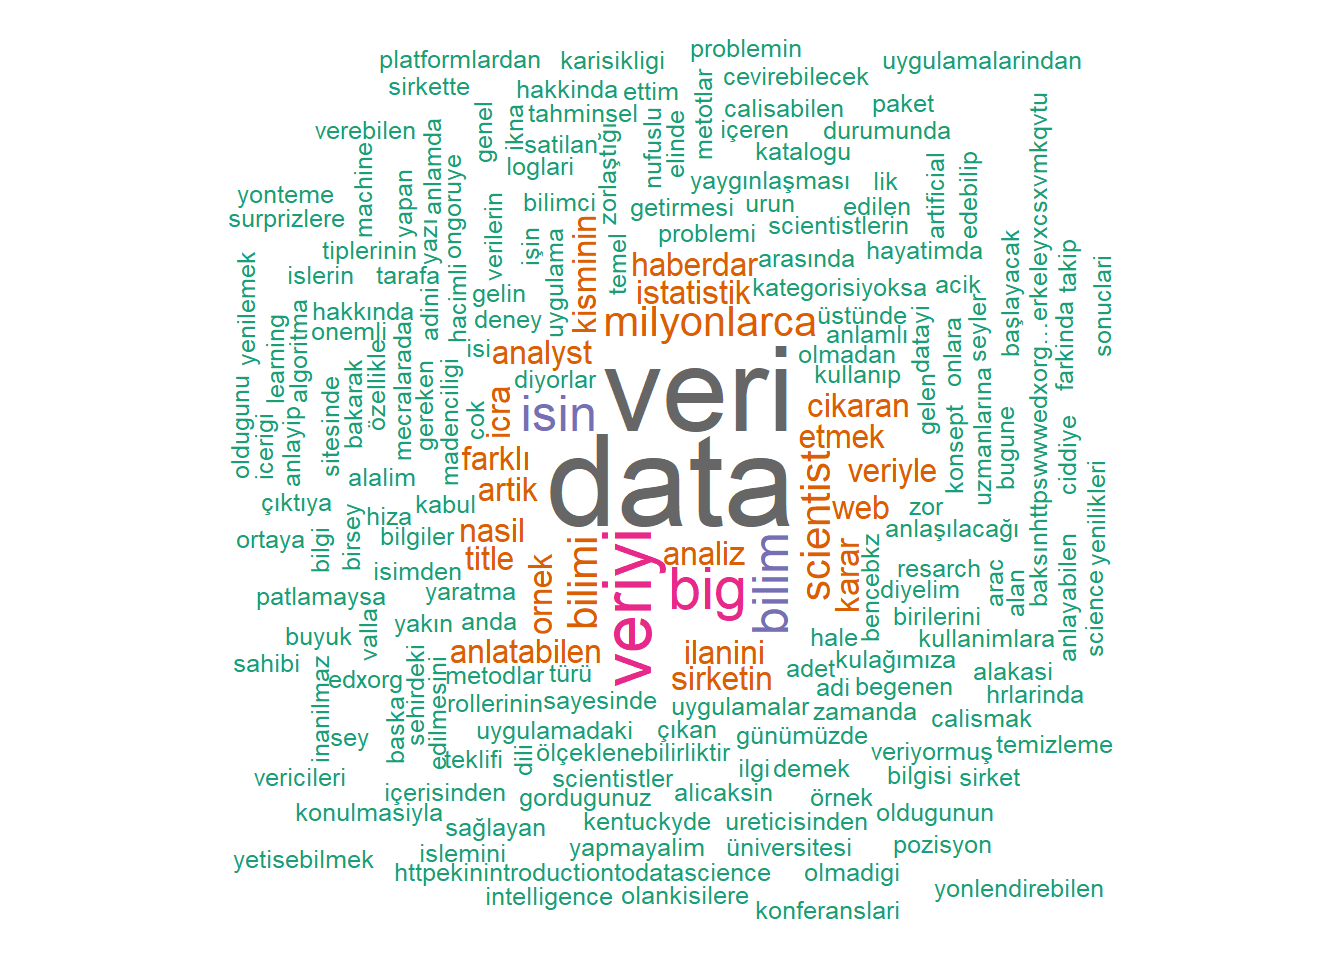 problemin
platformlardan
karisikligi
uygulamalarindan
sirkette
hakkinda
ettim
cevirebilecek
metotlar
tahminsel
calisabilen
paket
genel
ikna
nufuslu
elinde
verebilen
satilan
içeren
durumunda
machine
anlamda
loglari
zorlaştığı
katalogu
baksınhttpswwwedxorg…erkeleyxcsxvmkqvtu
yonteme
yapan
ongoruye
yaygınlaşması
lik
artificial
edebilip
surprizlere
yazı
bilimci
getirmesi
urun
edilen
tiplerinin
verilerin
işin
kisminin
problemi
scientistlerin
hayatimda
başlayacak
takip
islerin
tarafa
adini
hacimli
gelin
uygulama
temel
haberdar
arasında
kategorisiyoksa
acik
sonuclari
yenilemek
hakkında
onemli
deney
istatistik
milyonlarca
üstünde
datayi
onlara
seyler
farkinda
learning
algoritma
özellikle
mecralarada
isi
analyst
veri
anlamlı
olmadan
oldugunu
icerigi
anlayip
sitesinde
bakarak
gereken
madenciligi
cok
icra
diyorlar
isin
kullanıp
cikaran
gelen
konsept
uzmanlarına
bugune
ciddiye
alalim
farklı
artik
data
etmek
scientist
veriyle
yenilikleri
çıktıya
kabul
web
zor
ortaya
bilgi
birsey
hiza
bilgiler
nasil
title
ornek
bilimi
veriyi
analiz
big
bilim
karar
bencebkz
anlaşılacağı
anlayabilen
science
isimden
resarch
arac
alan
patlamaysa
yaratma
diyelim
birilerini
buyuk
valla
yakın
anda
hale
kullanimlara
sahibi
inanilmaz
anlatabilen
ilanini
sirketin
adet
kulağımıza
alakasi
edxorg
baska
sehirdeki
edilmesini
metodlar
türü
adi
begenen
hrlarinda
rollerinin
sayesinde
uygulamalar
zamanda
calismak
sey
uygulamadaki
çıkan
günümüzde
veriyormuş
temizleme
vericileri
teklifi
dili
ölçeklenebilirliktir
ilgi
demek
bilgisi
sirket
içerisinden
scientistler
gordugunuz
alicaksin
örnek
konulmasiyla
sağlayan
kentuckyde
ureticisinden
oldugunun
yetisebilmek
islemini
yapmayalim
üniversitesi
pozisyon
httpekinintroductiontodatascience
olmadigi
intelligence
olankisilere
yonlendirebilen
konferanslari